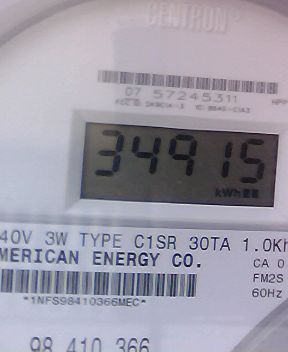 CENTRON®
07 57245311
34915
kWh
40V 3W TYPE C1SR 30TA 1.0Kh
MERICAN ENERGY CO.
CA 0
FM2S
*1NFS98410366MEC*
60Hz
98 410 366